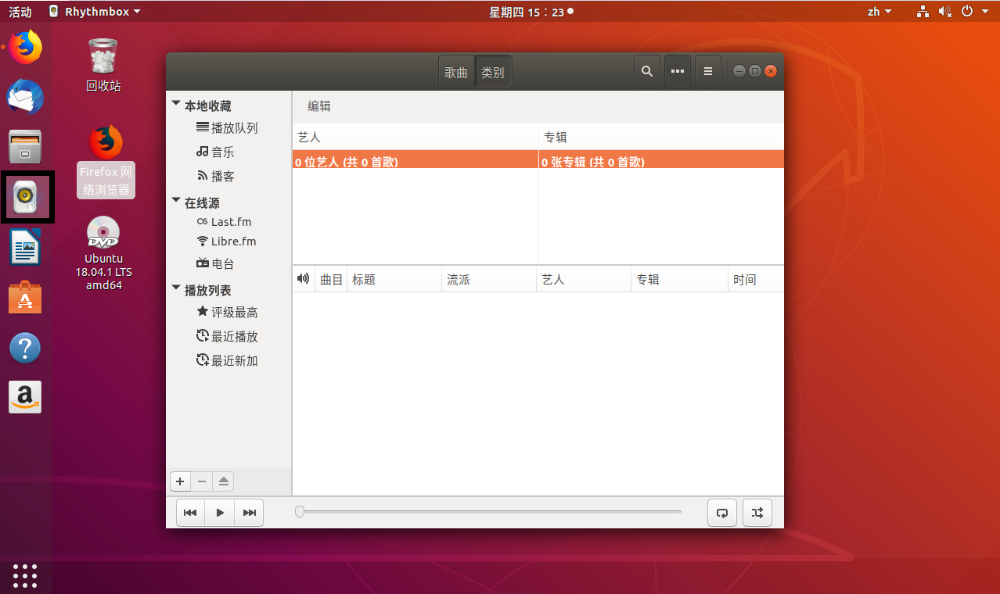 活动 Rhythmbox 星期四 15:23 zh
回收站
Firefox 网
络浏览器
DVD
Ubuntu
18.04.1 LTS
amd64
歌曲 类别
本地收藏
播放队列
音乐
播客
在线源
Last.fm
Libre.fm
电台
播放列表
评级最高
最近播放
最近新加
编辑
艺人 专辑
0 位艺人 (共 0 首歌) 0 张专辑 (共 0 首歌)
曲目 标题 流派 艺人 专辑 时间